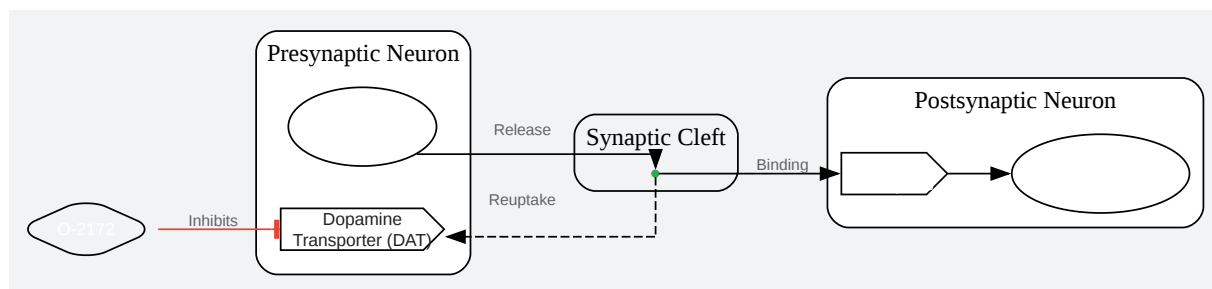 Presynaptic Neuron
Release
Synaptic Cleft
Postsynaptic Neuron
Binding
Reuptake
O-2172
Inhibits
Dopamine
Transporter (DAT)